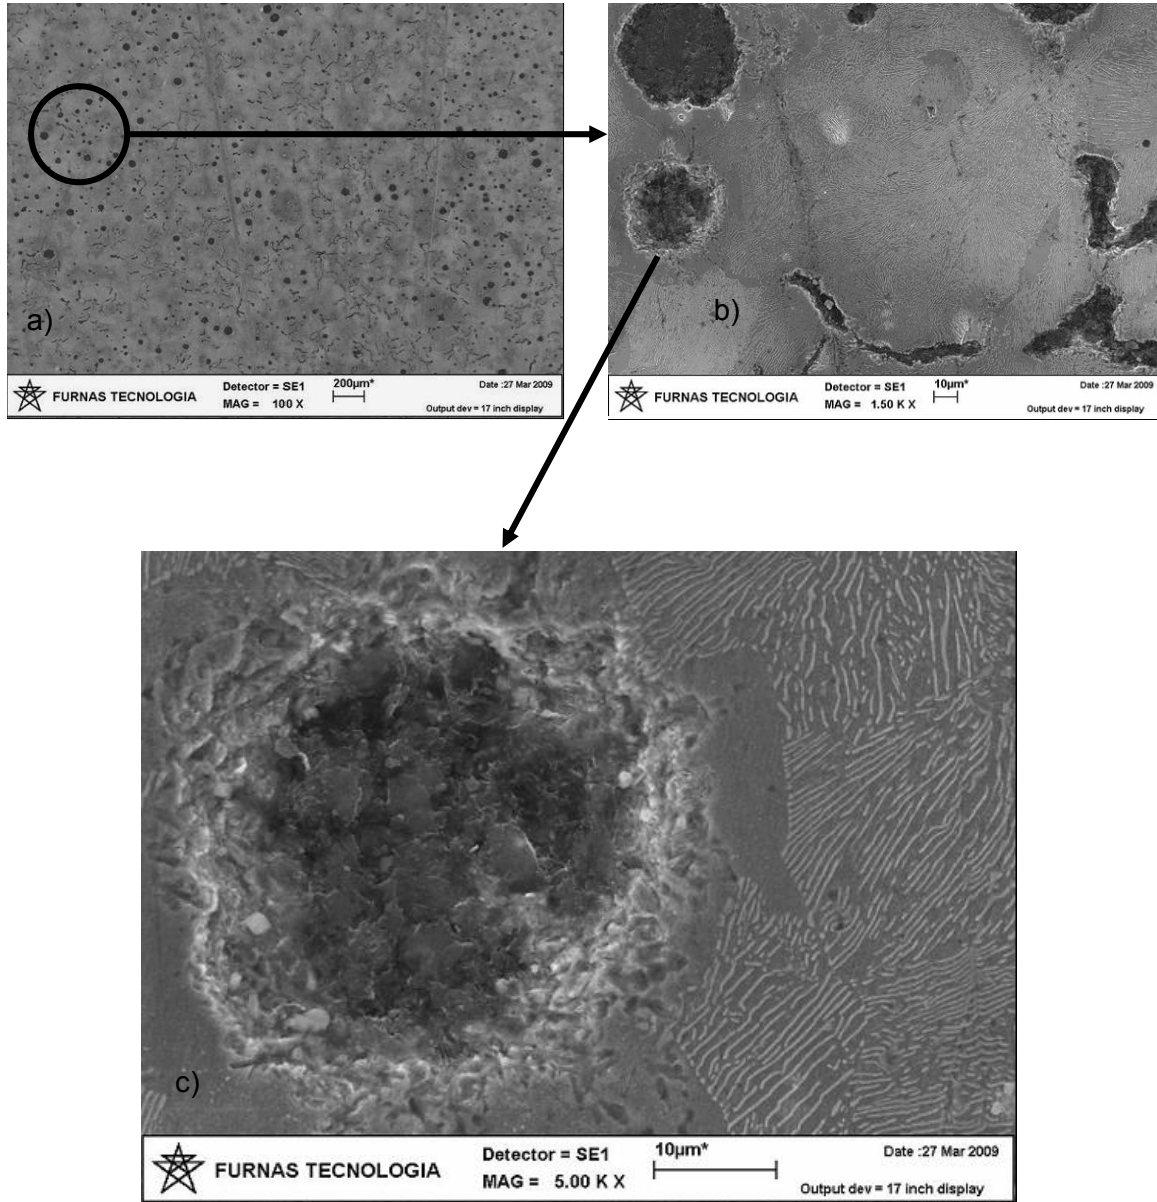 a)
FURNAS TECNOLOGIA
Detector = SE1
MAG = 100 X
200µm*
Date :27 Mar 2009
Output dev = 17 inch display
b)
FURNAS TECNOLOGIA
Detector = SE1
MAG = 1.50 K X
10µm*
Date :27 Mar 2009
Output dev = 17 inch display
c)
FURNAS TECNOLOGIA
Detector = SE1
MAG = 5.00 K X
10µm*
Date :27 Mar 2009
Output dev = 17 inch display